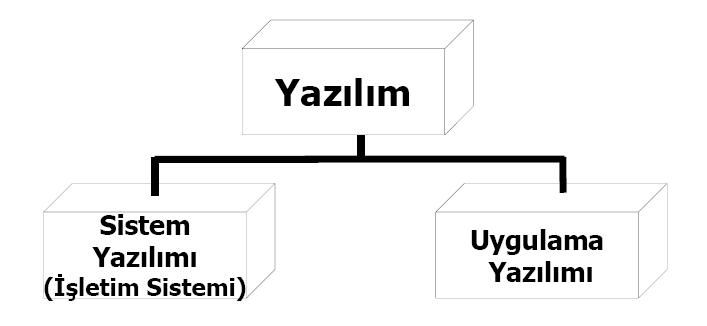 Yazılım
Sistem
Yazılımı
(İşletim Sistemi)
Uygulama
Yazılımı